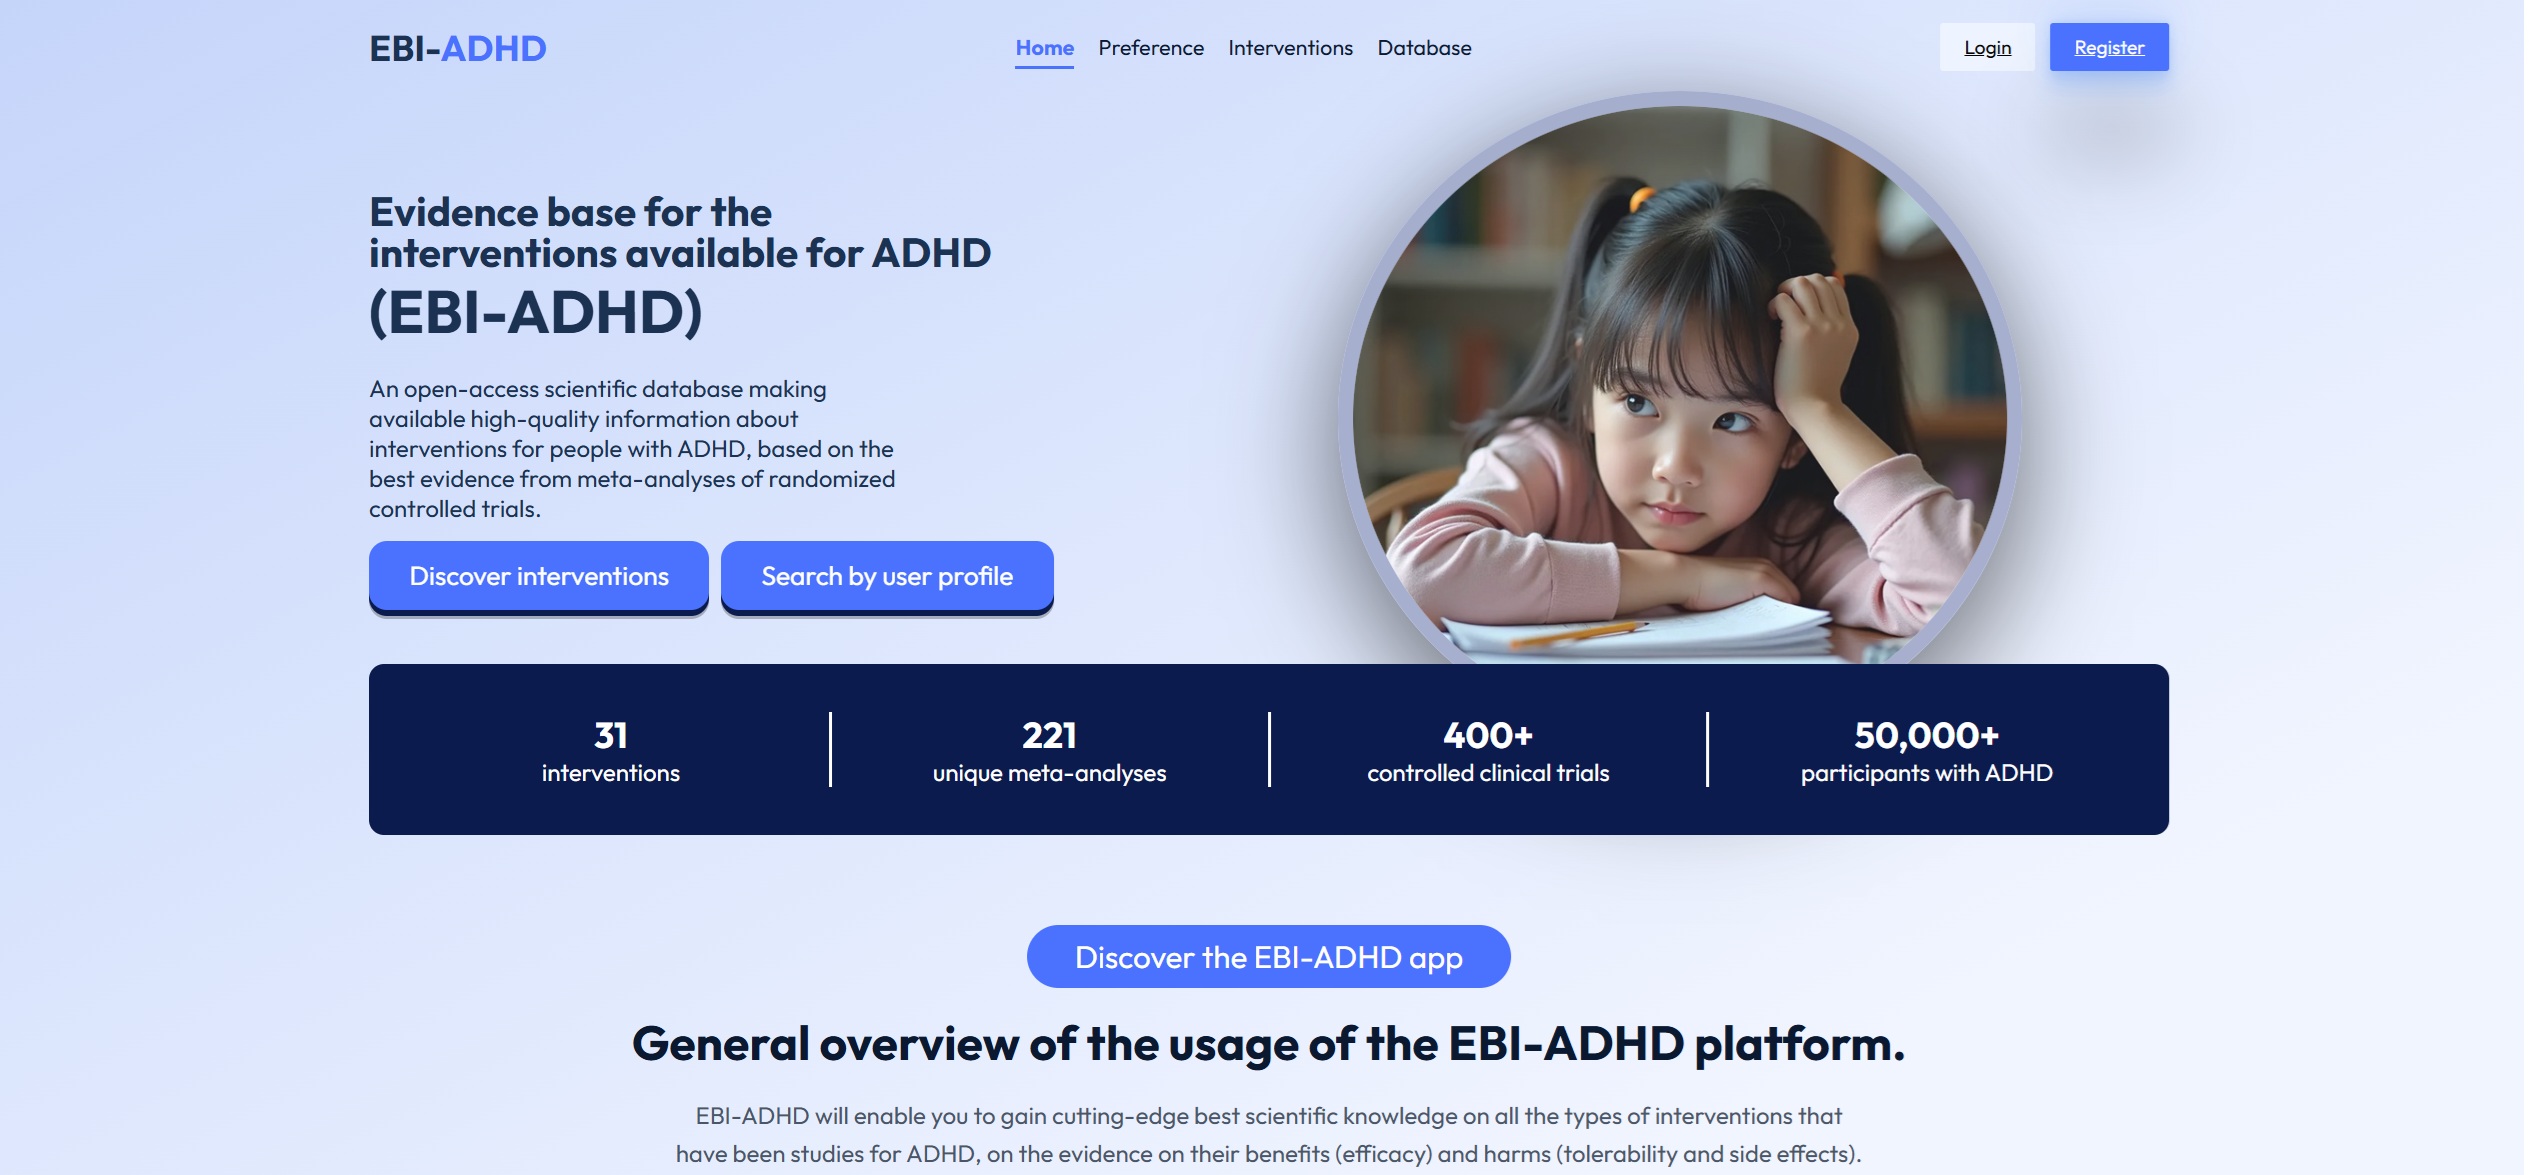 EBI-ADHD
Home
Preference
Interventions
Database
Login
Register
Evidence base for the
interventions available for ADHD
(EBI-ADHD)
An open-access scientific database making
available high-quality information about
interventions for people with ADHD, based on the
best evidence from meta-analyses of randomized
controlled trials.
Discover interventions
Search by user profile
31
interventions
221
unique meta-analyses
400+
controlled clinical trials
50,000+
participants with ADHD
Discover the EBI-ADHD app
General overview of the usage of the EBI-ADHD platform.
EBI-ADHD will enable you to gain cutting-edge best scientific knowledge on all the types of interventions that
have been studies for ADHD, on the evidence on their benefits (efficacy) and harms (tolerability and side effects).